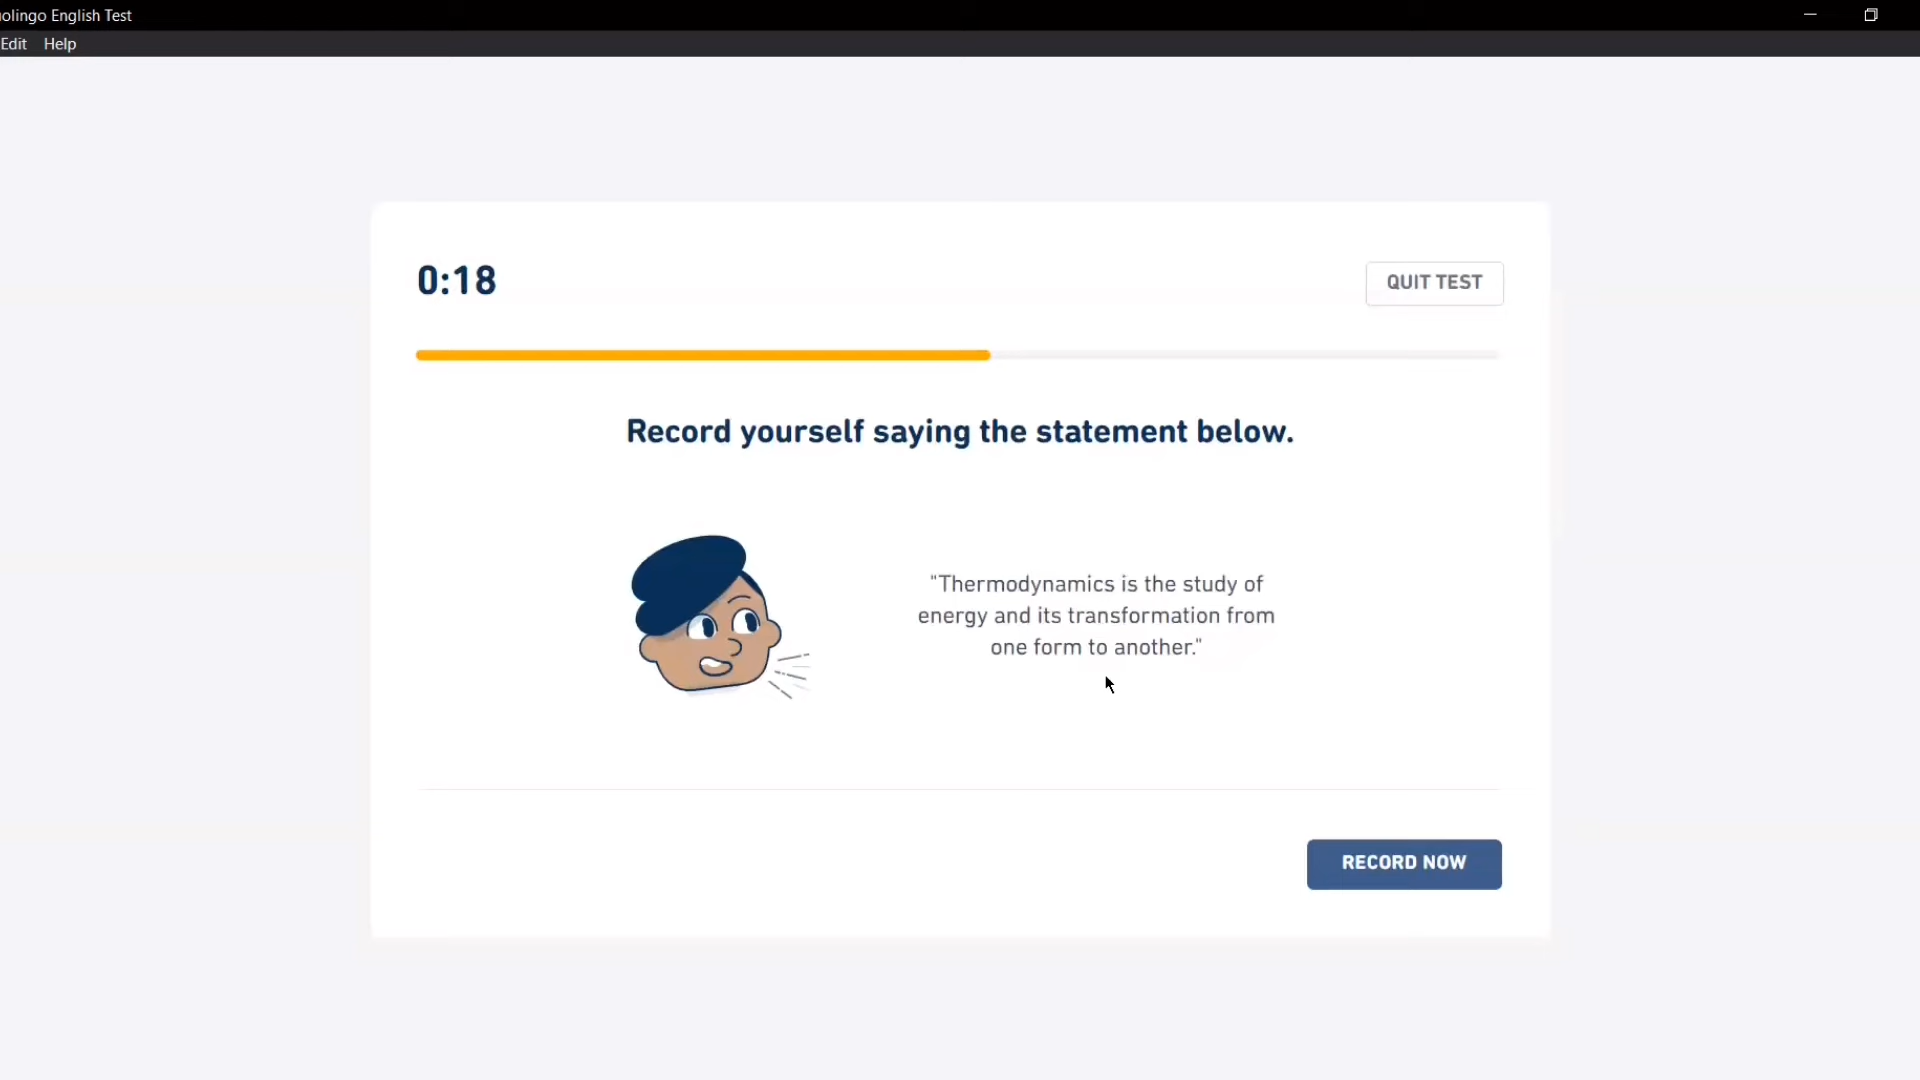 olingo English Test
Edit Help
0:18
QUIT TEST
Record yourself saying the statement below.
"Thermodynamics is the study of
energy and its transformation from
one form to another."
RECORD NOW